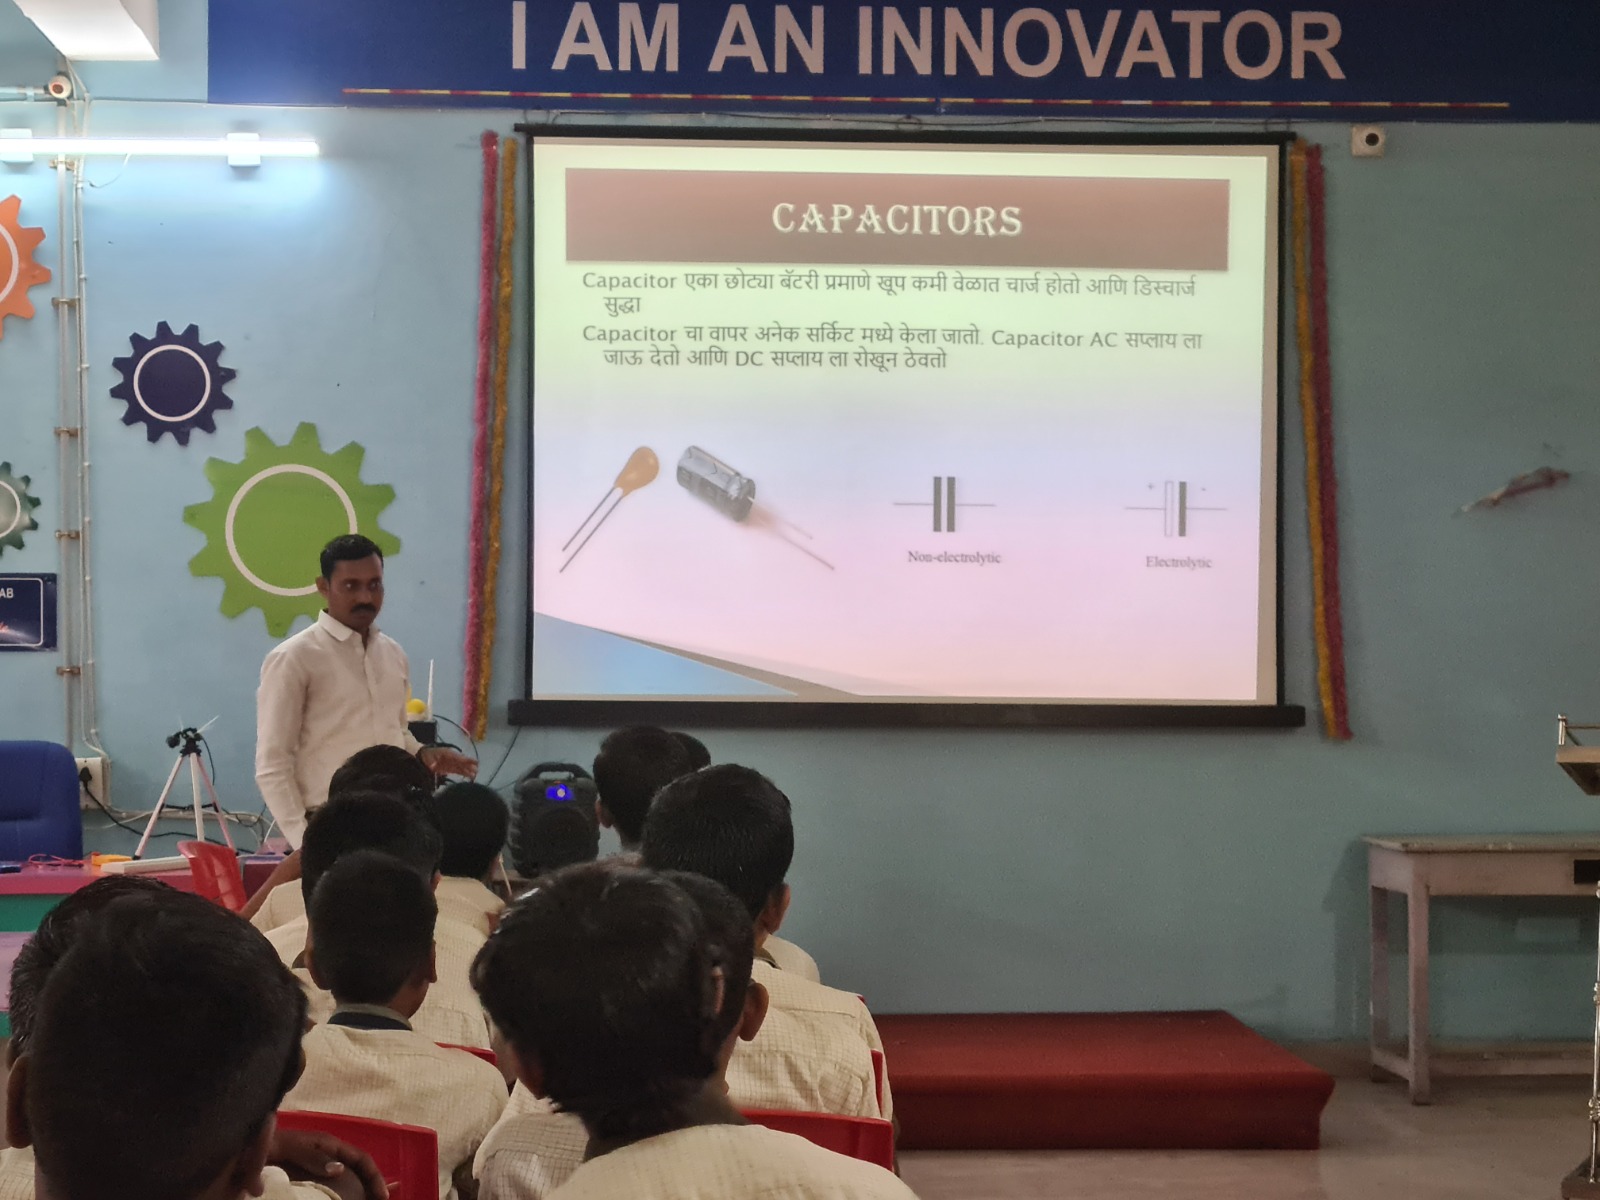 I AM AN INNOVATOR
CAPACITORS
Capacitor एका छोट्या बॅटरी प्रमाणे खूप कमी वेळात चार्ज होतो आणि डिस्चार्ज
सुद्धा
Capacitor चा वापर अनेक सर्किट मध्ये केला जातो. Capacitor AC सप्लाय ला
जाऊ देतो आणि DC सप्लाय ला रोखून ठेवतो
+ -
Non-electrolytic
Electrolytic
AB